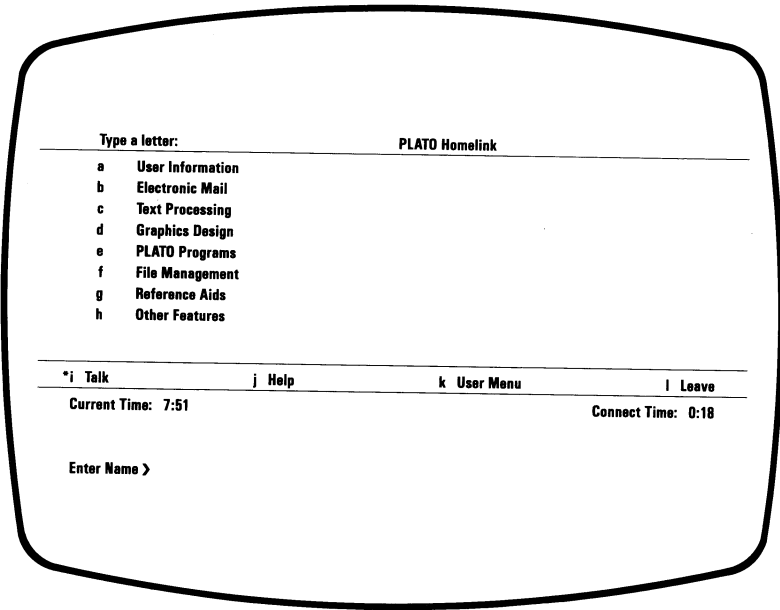 Type a letter: PLATO Homelink
a User Information
b Electronic Mail
c Text Processing
d Graphics Design
e PLATO Programs
f File Management
g Reference Aids
h Other Features
*i Talk j Help k User Menu l Leave
Current Time: 7:51 Connect Time: 0:18
Enter Name ❯